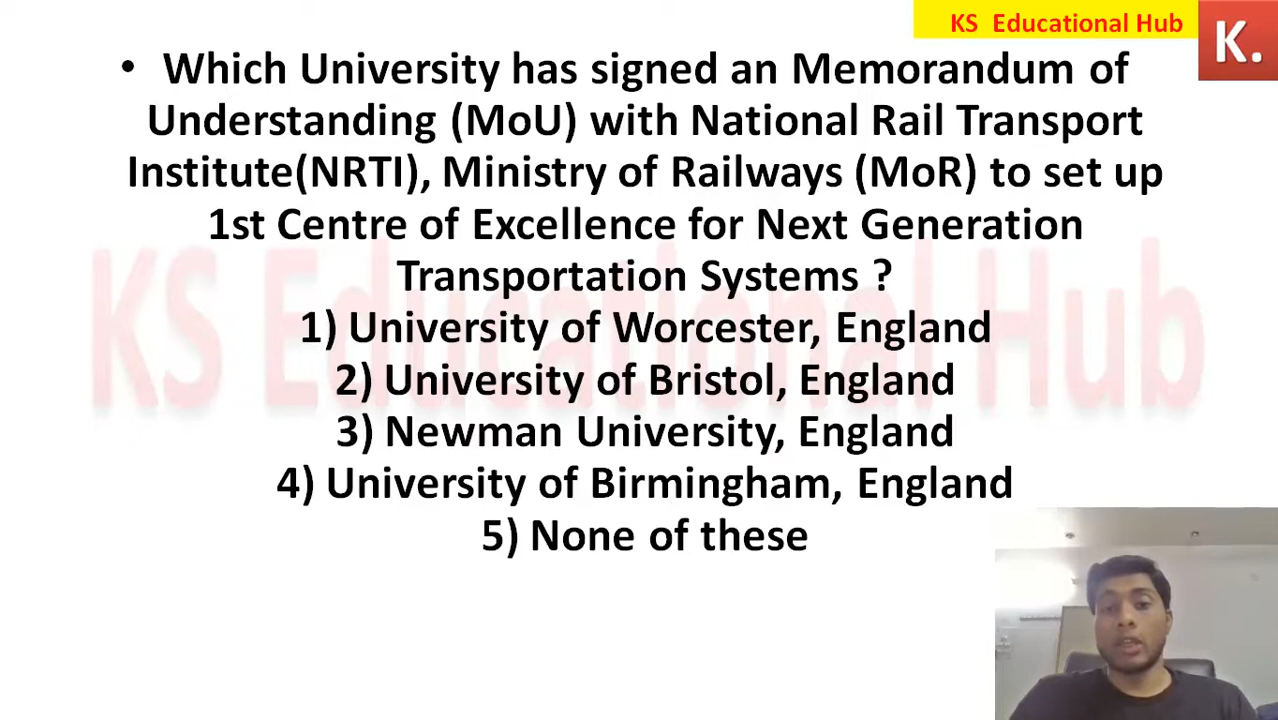 KS Educational Hub
K.
• Which University has signed an Memorandum of
Understanding (MoU) with National Rail Transport
Institute(NRTI), Ministry of Railways (MoR) to set up
1st Centre of Excellence for Next Generation
Transportation Systems ?
1) University of Worcester, England
2) University of Bristol, England
3) Newman University, England
4) University of Birmingham, England
5) None of these
KS Educational Hub